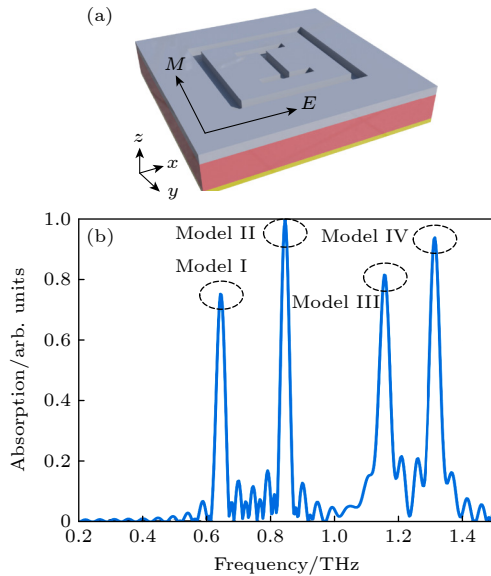 (a)
M
E
z
x
y
(b)
Model II
Model IV
Model I
Model III
Absorption/arb. units
1.0
0.8
0.6
0.4
0.2
0
0.2 0.4 0.6 0.8 1.0 1.2 1.4
Frequency/THz